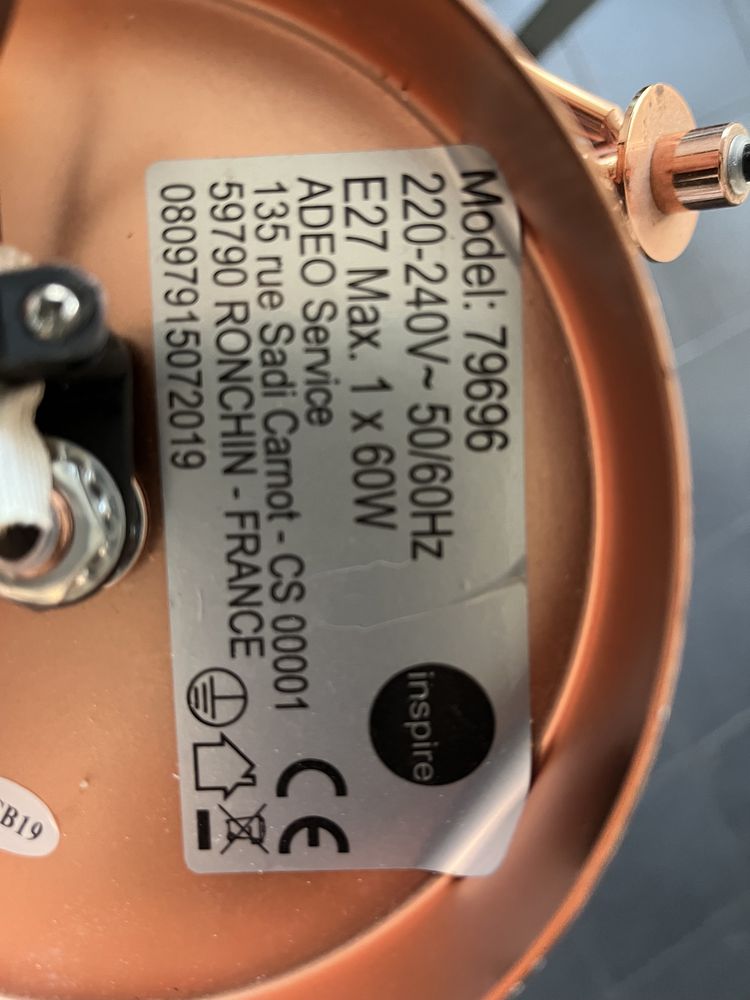 Model: 79696
220-240V~ 50/60Hz
E27 Max. 1 x 60W
ADEO Service
135 rue Sadi Carnot - CS 00001
59790 RONCHIN - FRANCE
08097915072019
inspire
CE
B19